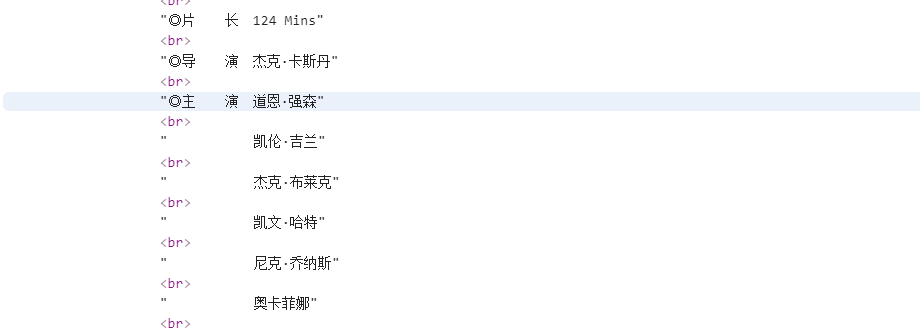 <br>
"◎片　　长　124 Mins"
<br>
"◎导　　演　杰克·卡斯丹"
<br>
"◎主　　演　道恩·强森"
<br>
"　　　　　　凯伦·吉兰"
<br>
"　　　　　　杰克·布莱克"
<br>
"　　　　　　凯文·哈特"
<br>
"　　　　　　尼克·乔纳斯"
<br>
"　　　　　　奥卡菲娜"
<br>